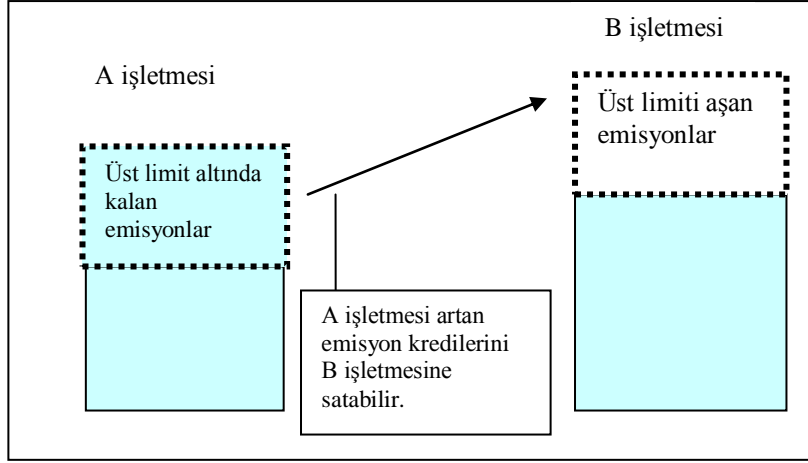 B işletmesi
A işletmesi
Üst limiti aşan
emisyonlar
Üst limit altında
kalan
emisyonlar
A işletmesi artan
emisyon kredilerini
B işletmesine
satabilir.